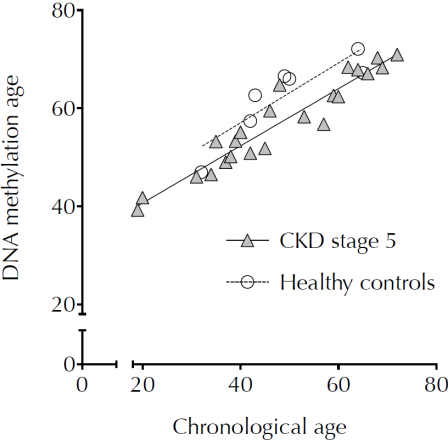 80
60
40
20
0
0
20
40
60
80
DNA methylation age
Chronological age
CKD stage 5
Healthy controls